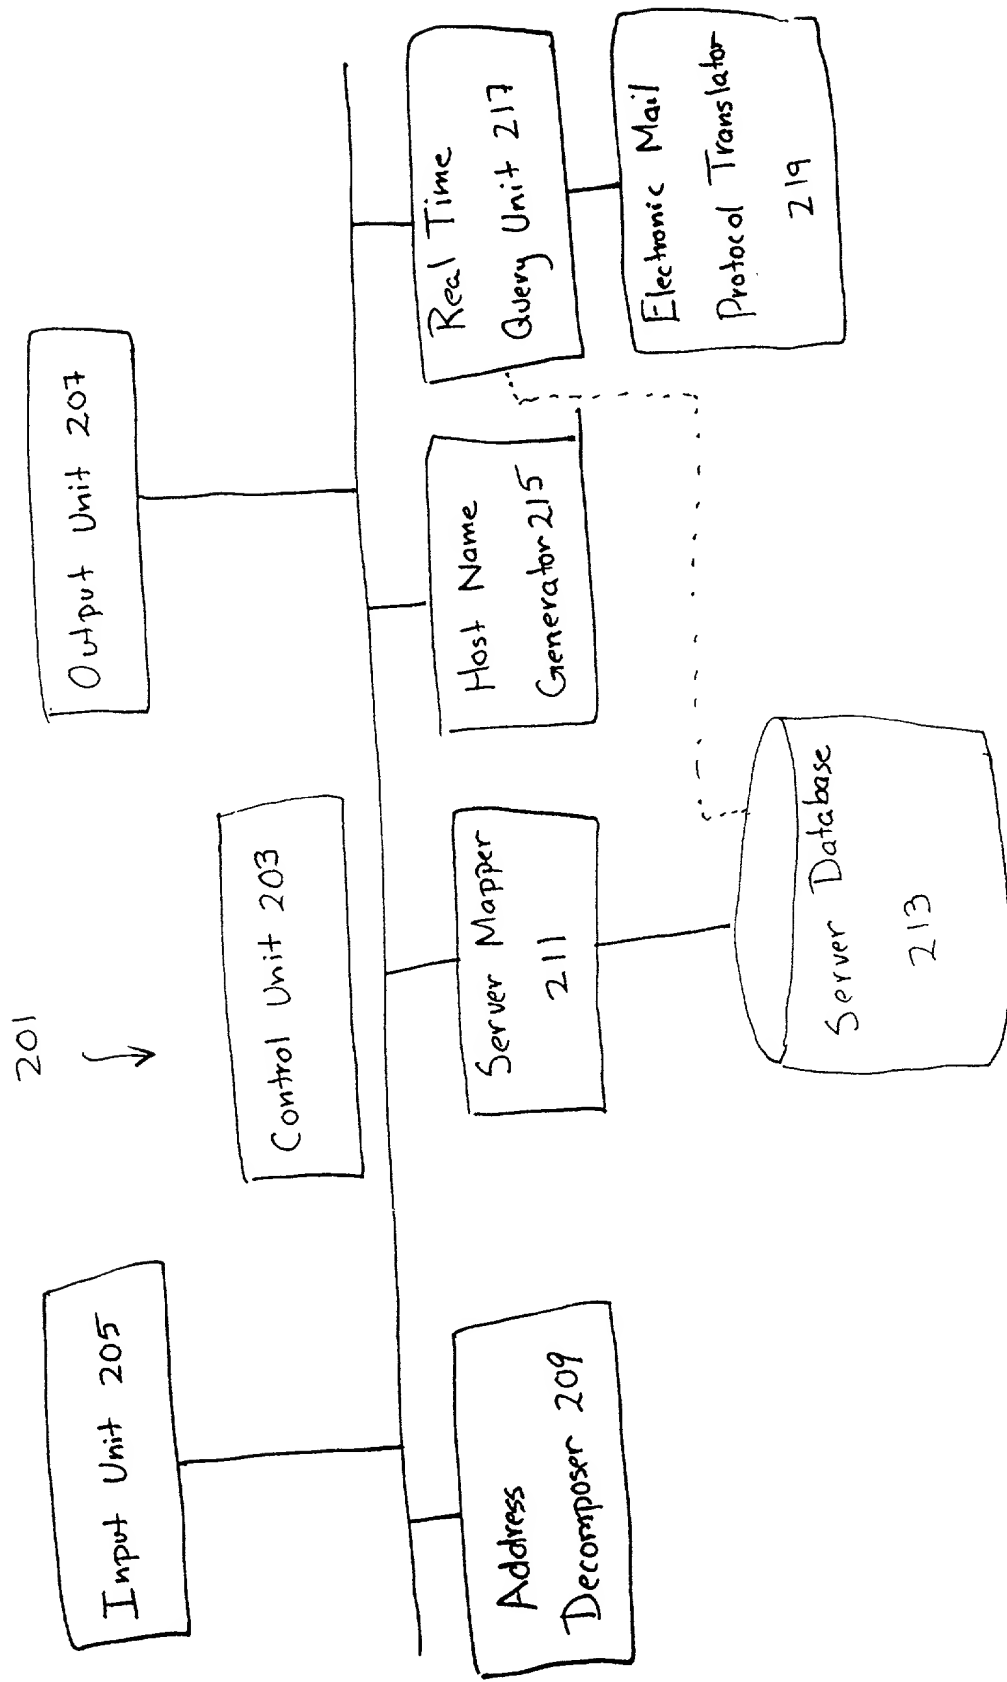 201
Input Unit 205
Output Unit 207
Control Unit 203
Address
Decomposer 209
Server Mapper
211
Host Name
Generator 215
Real Time
Query Unit 217
Server Database
213
Electronic Mail
Protocol Translator
219